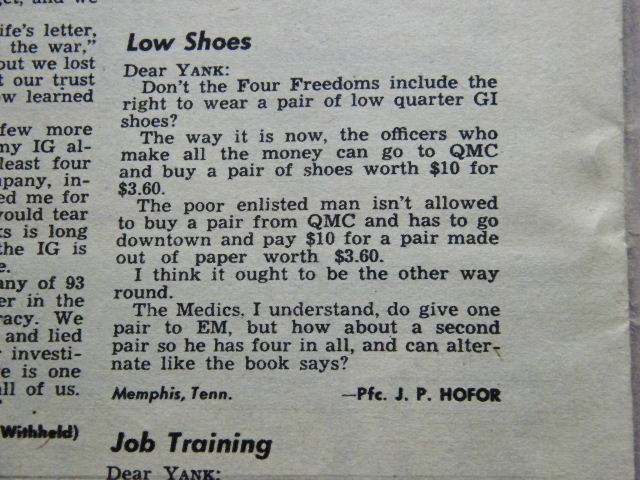 ife's letter,
the war,"
out we lost
t our trust
w learned
few more
my IG al-
least four
pany, in-
ed me for
would tear
ks is long
the IG is
e.
any of 93
er in the
racy. We
and lied
investi-
e is one
all of us.
Withheld)
Low Shoes
Dear YANK:
Don't the Four Freedoms include the
right to wear a pair of low quarter GI
shoes?
The way it is now, the officers who
make all the money can go to QMC
and buy a pair of shoes worth $10 for
$3.60.
The poor enlisted man isn't allowed
to buy a pair from QMC and has to go
downtown and pay $10 for a pair made
out of paper worth $3.60.
I think it ought to be the other way
round.
The Medics, I understand, do give one
pair to EM, but how about a second
pair so he has four in all, and can alter-
nate like the book says?
Memphis, Tenn. —Pfc. J. P. HOFOR
Job Training
Dear YANK: